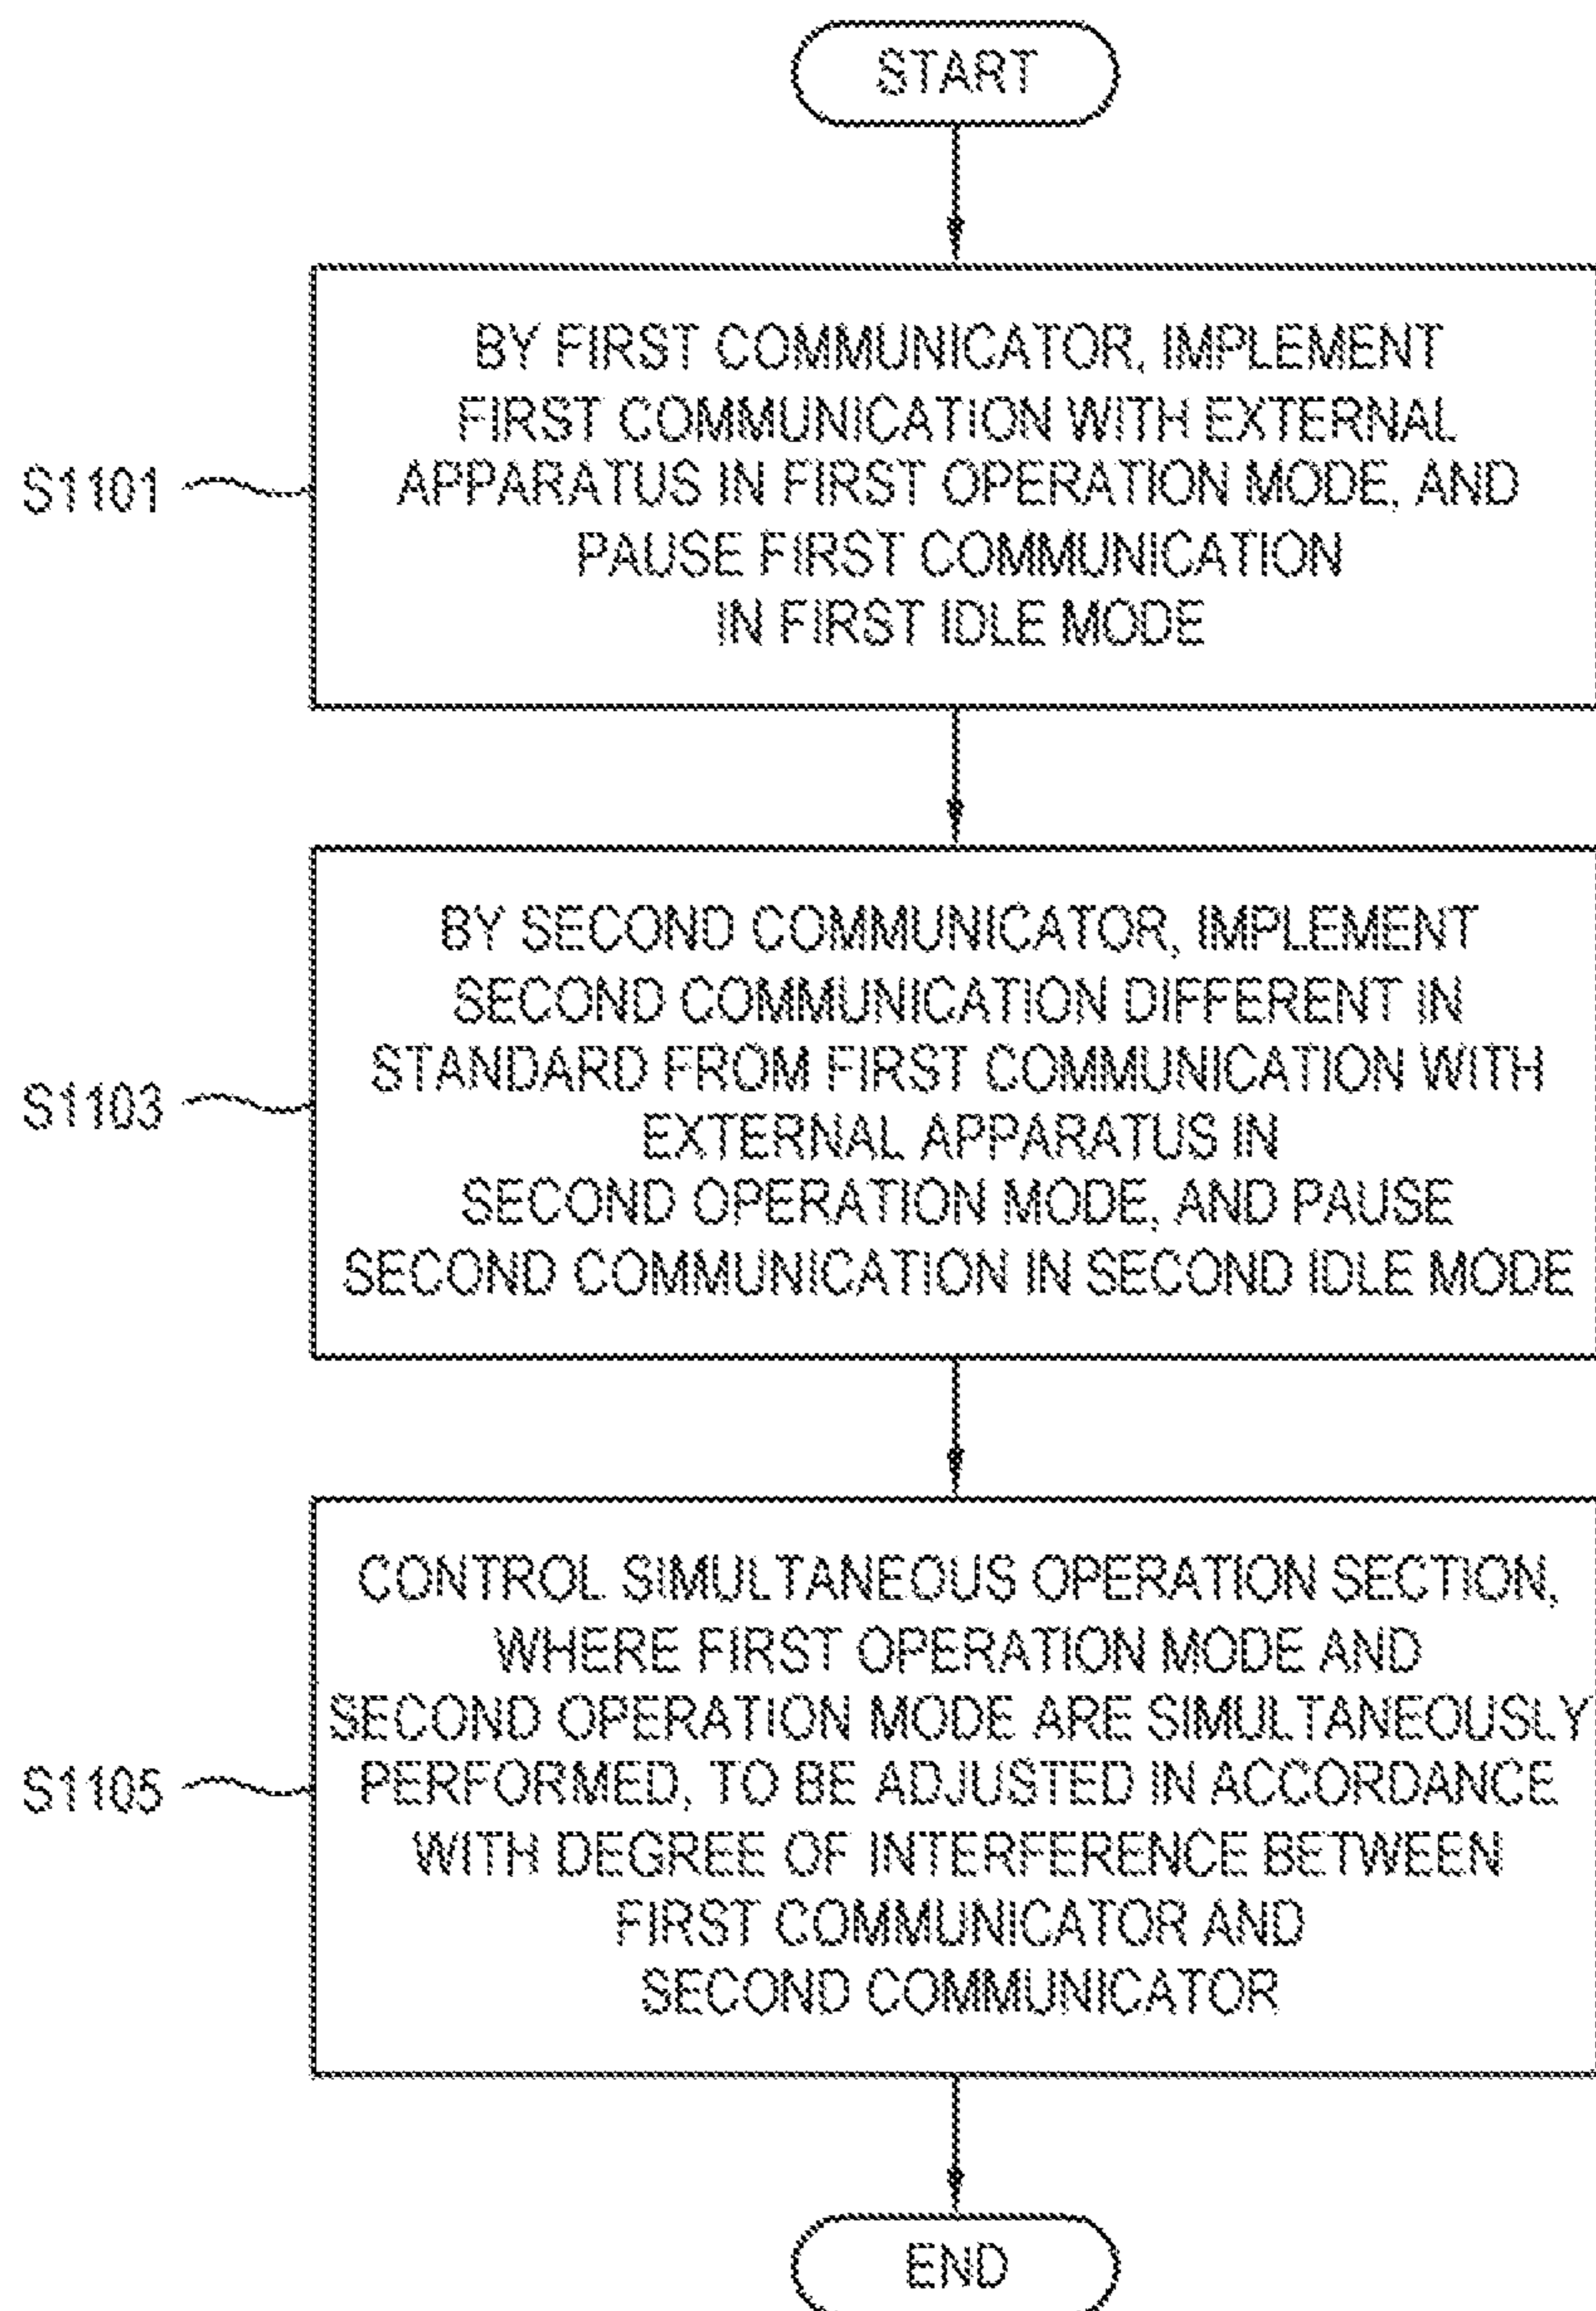 START
BY FIRST COMMUNICATOR, IMPLEMENT
FIRST COMMUNICATION WITH EXTERNAL
APPARATUS IN FIRST OPERATION MODE, AND
PAUSE FIRST COMMUNICATION
IN FIRST IDLE MODE
S1101
BY SECOND COMMUNICATOR, IMPLEMENT
SECOND COMMUNICATION DIFFERENT IN
STANDARD FROM FIRST COMMUNICATION WITH
EXTERNAL APPARATUS IN
SECOND OPERATION MODE, AND PAUSE
SECOND COMMUNICATION IN SECOND IDLE MODE
S1103
CONTROL SIMULTANEOUS OPERATION SECTION,
WHERE FIRST OPERATION MODE AND
SECOND OPERATION MODE ARE SIMULTANEOUSLY
PERFORMED, TO BE ADJUSTED IN ACCORDANCE
WITH DEGREE OF INTERFERENCE BETWEEN
FIRST COMMUNICATOR AND
SECOND COMMUNICATOR
S1105
END